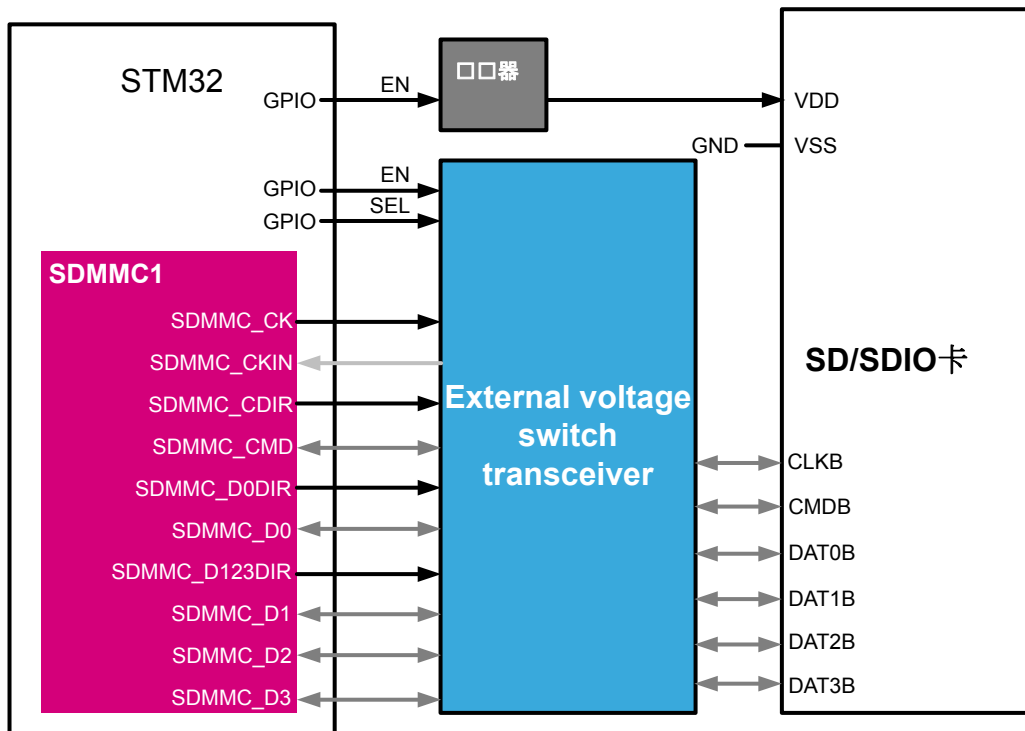 STM32
GPIO
EN
器
VDD
GND
VSS
GPIO
EN
GPIO
SEL
SDMMC1
SDMMC_CK
SDMMC_CKIN
SDMMC_CDIR
SDMMC_CMD
SDMMC_D0DIR
SDMMC_D0
SDMMC_D123DIR
SDMMC_D1
SDMMC_D2
SDMMC_D3
External voltage
switch
transceiver
SD/SDIO卡
CLKB
CMDB
DAT0B
DAT1B
DAT2B
DAT3B